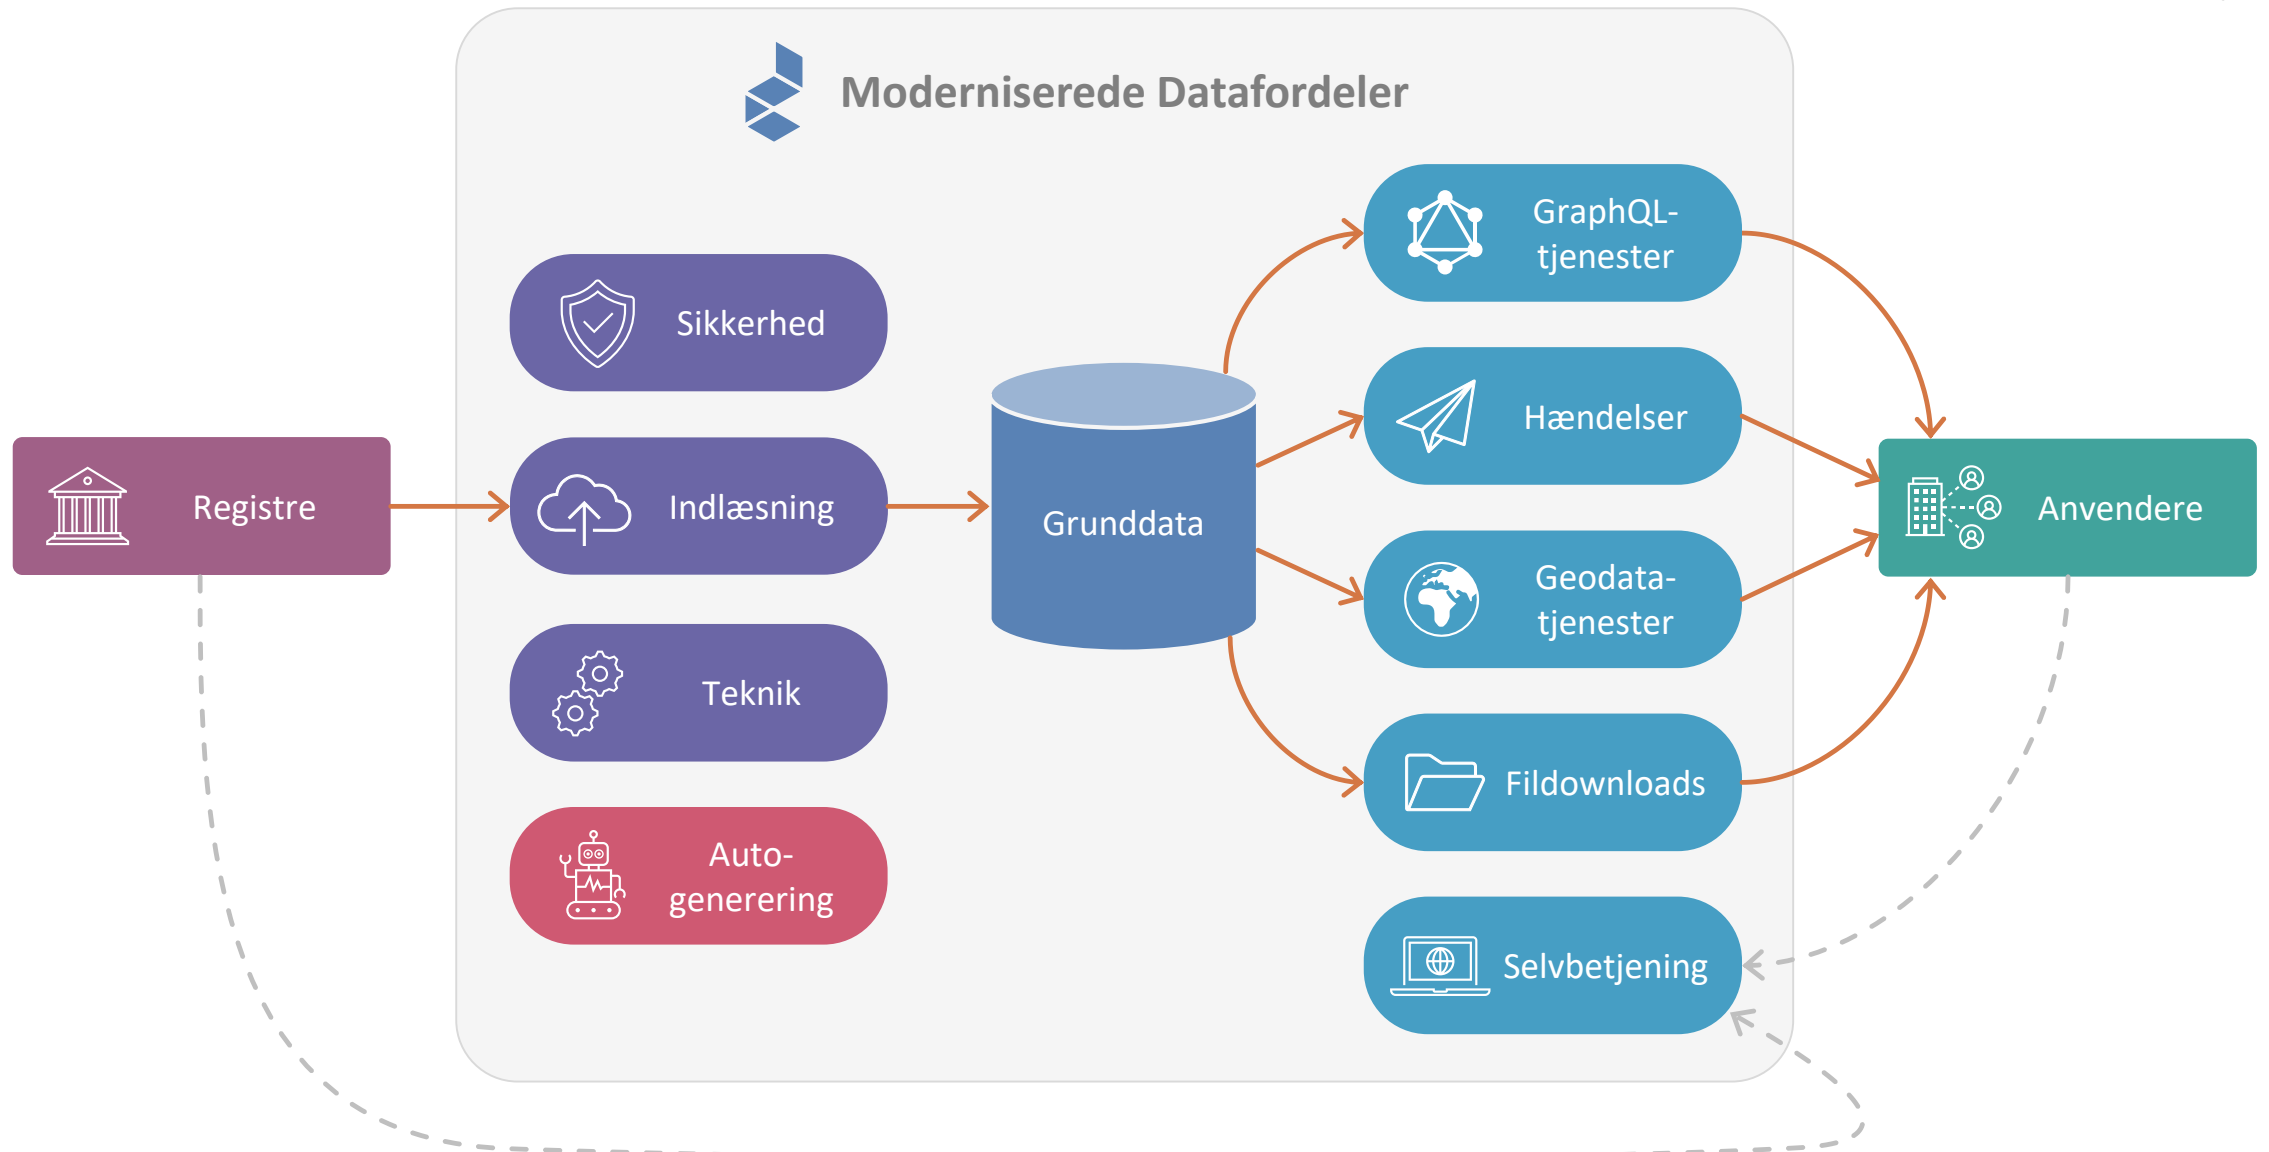 Moderniserede Datafordeler
Registre
Sikkerhed
Indlæsning
Teknik
Auto-
generering
Grunddata
GraphQL-
tjenester
Hændelser
Geodata-
tjenester
Fildownloads
Selvbetjening
Anvendere